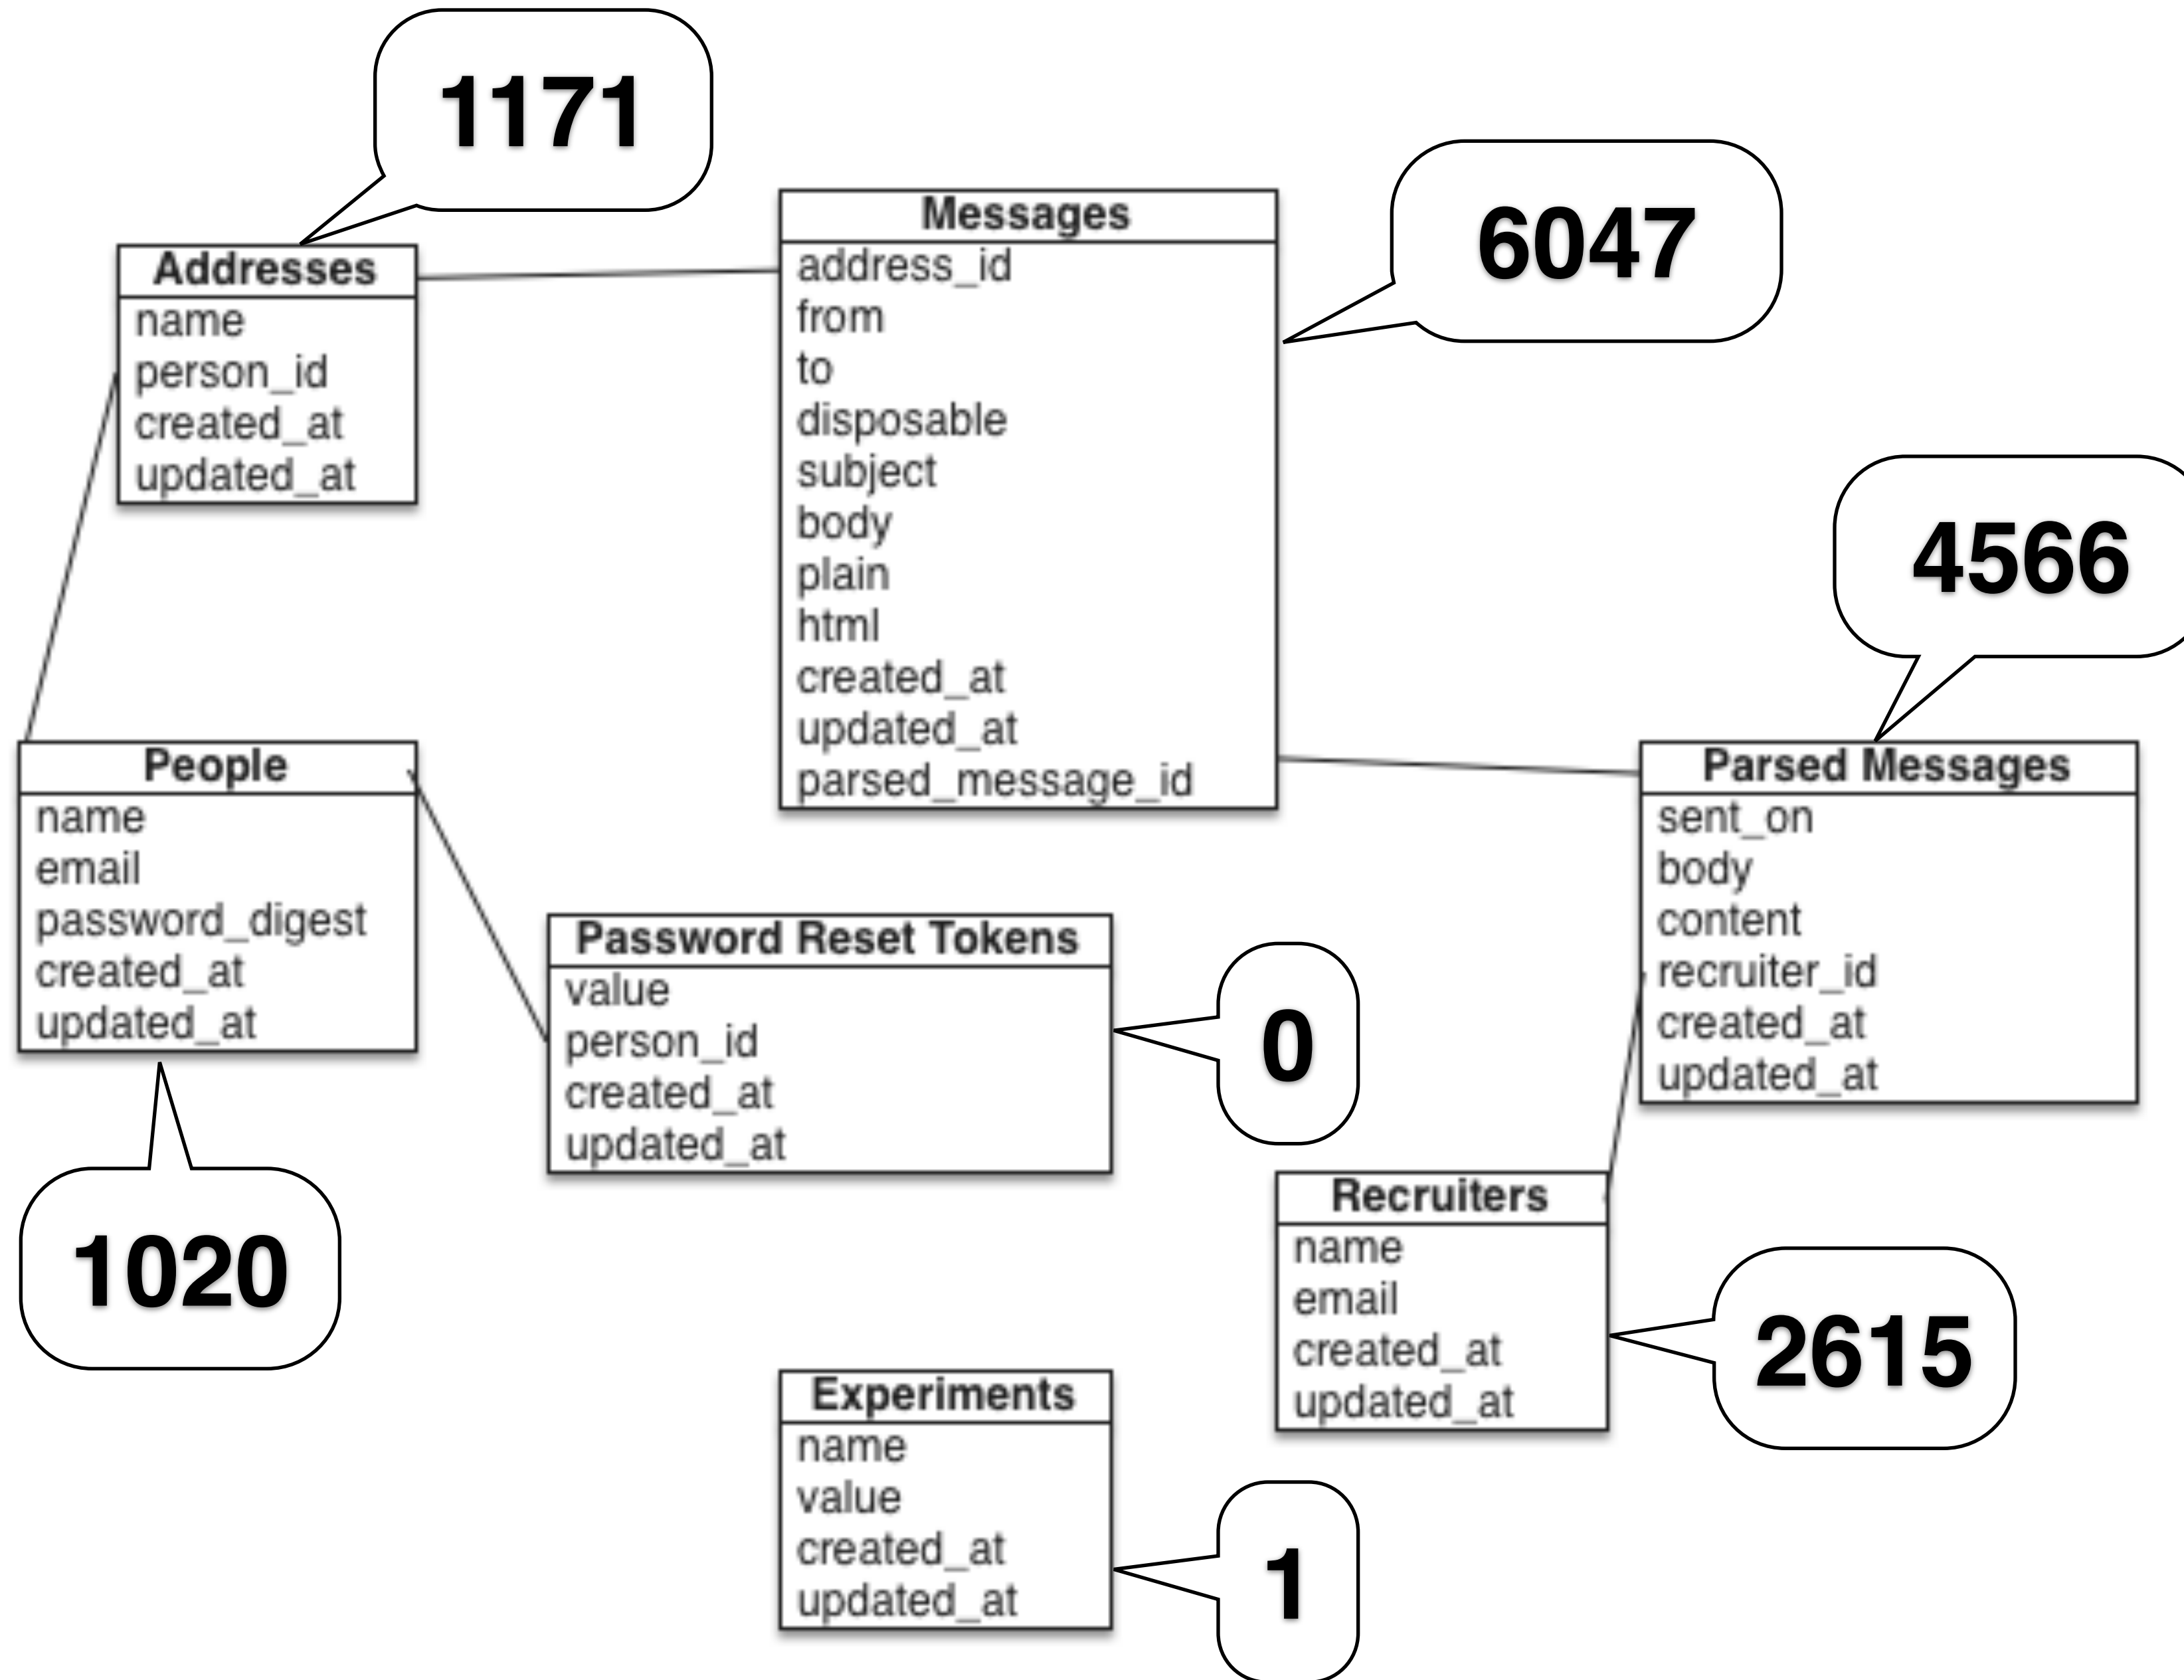 1171
6047
Messages
address_id
from
to
disposable
subject
body
plain
html
created_at
updated_at
parsed_message_id
Addresses
name
person_id
created_at
updated_at
4566
People
name
email
password_digest
created_at
updated_at
Parsed Messages
sent_on
body
content
recruiter_id
created_at
updated_at
Password Reset Tokens
value
person_id
created_at
updated_at
0
1020
Recruiters
name
email
created_at
updated_at
2615
Experiments
name
value
created_at
updated_at
1